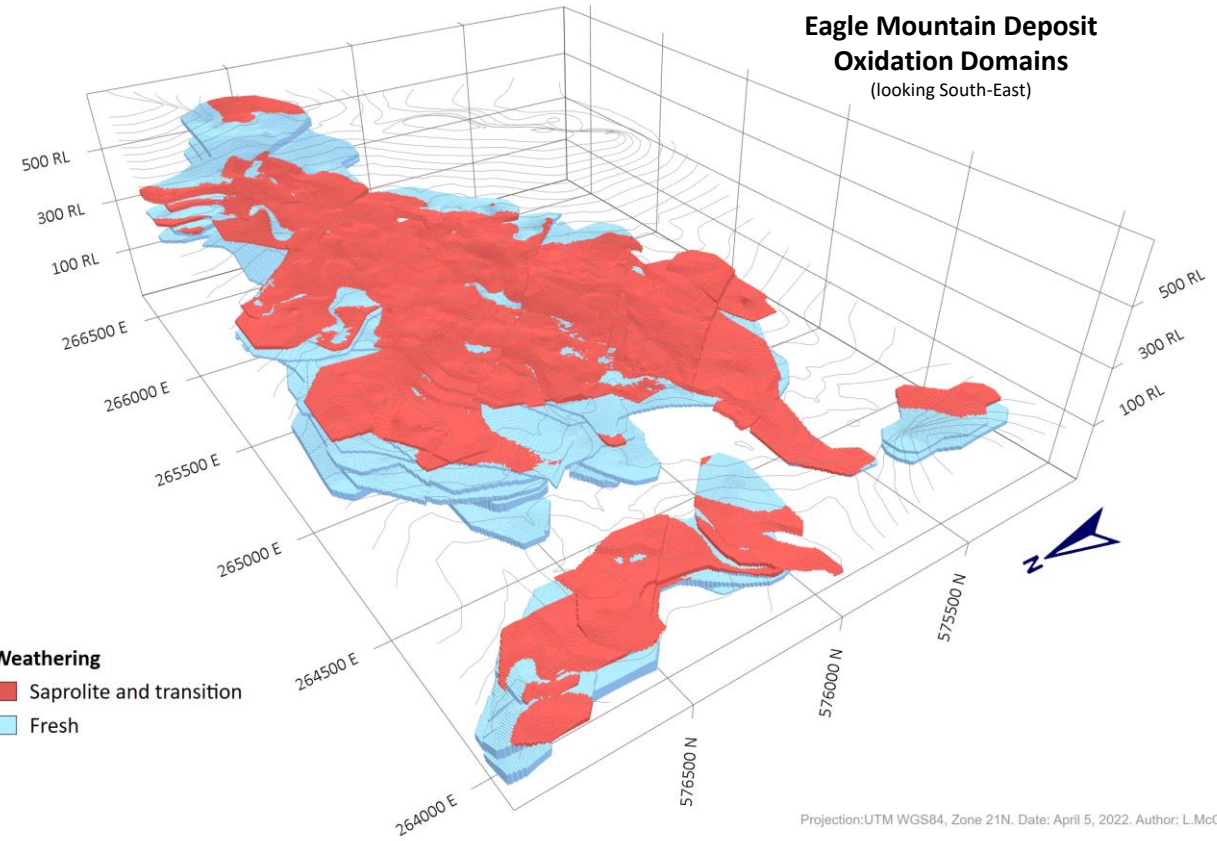 Eagle Mountain Deposit
Oxidation Domains
(looking South-East)
500 RL
300 RL
100 RL
500 RL
300 RL
100 RL
266500 E
266000 E
265500 E
265000 E
264500 E
264000 E
575500 N
576000 N
576500 N
N
Weathering
Saprolite and transition
Fresh
Projection:UTM WGS84, Zone 21N. Date: April 5, 2022. Author: